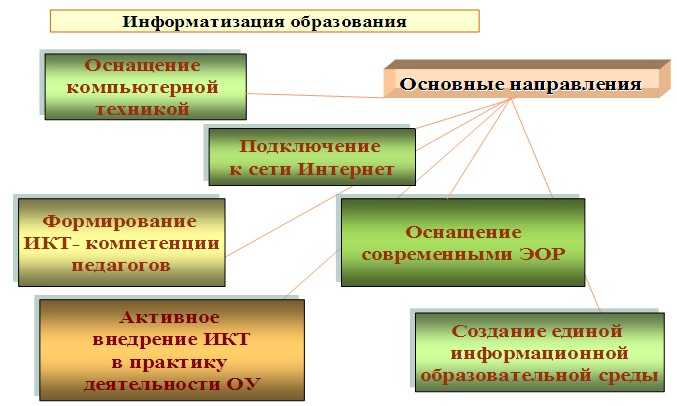 Информатизация образования
Оснащение
компьютерной
техникой
Основные направления
Подключение
к сети Интернет
Формирование
ИКТ- компетенции
педагогов
Оснащение
современными ЭОР
Активное
внедрение ИКТ
в практику
деятельности ОУ
Создание единой
информационной
образовательной среды